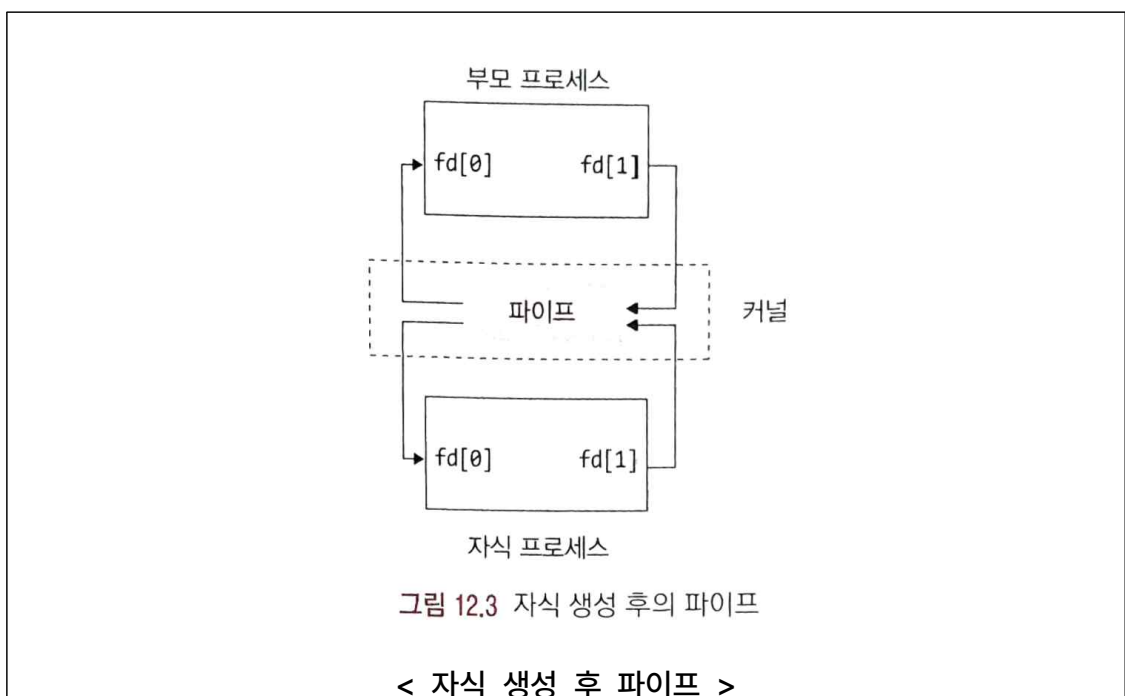 부모 프로세스
fd[0] fd[1]
파이프
커널
fd[0] fd[1]
자식 프로세스
그림 12.3 자식 생성 후의 파이프
< 자식 생성 후 파이프 >